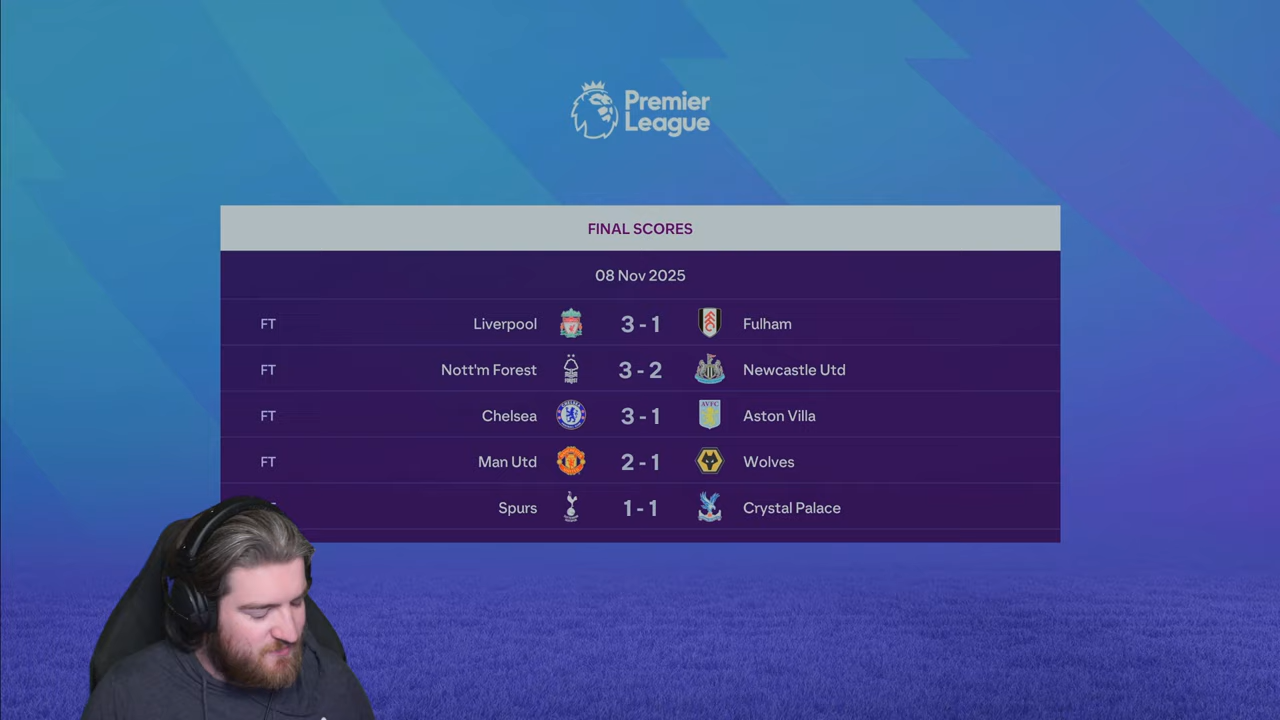 Premier
League
FINAL SCORES
08 Nov 2025
FT Liverpool 3 - 1 Fulham
FT Nott'm Forest 3 - 2 Newcastle Utd
FT Chelsea 3 - 1 Aston Villa
FT Man Utd 2 - 1 Wolves
Spurs 1 - 1 Crystal Palace